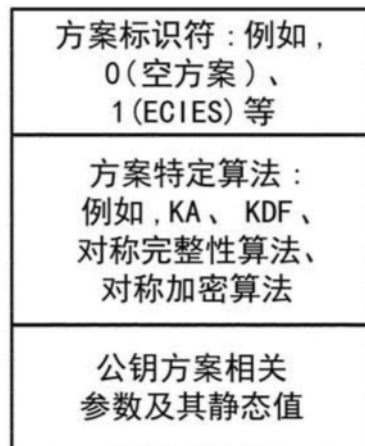 方案标识符：例如，
0(空方案)、
1(ECIES)等
方案特定算法：
例如，KA、KDF、
对称完整性算法、
对称加密算法
公钥方案相关
参数及其静态值